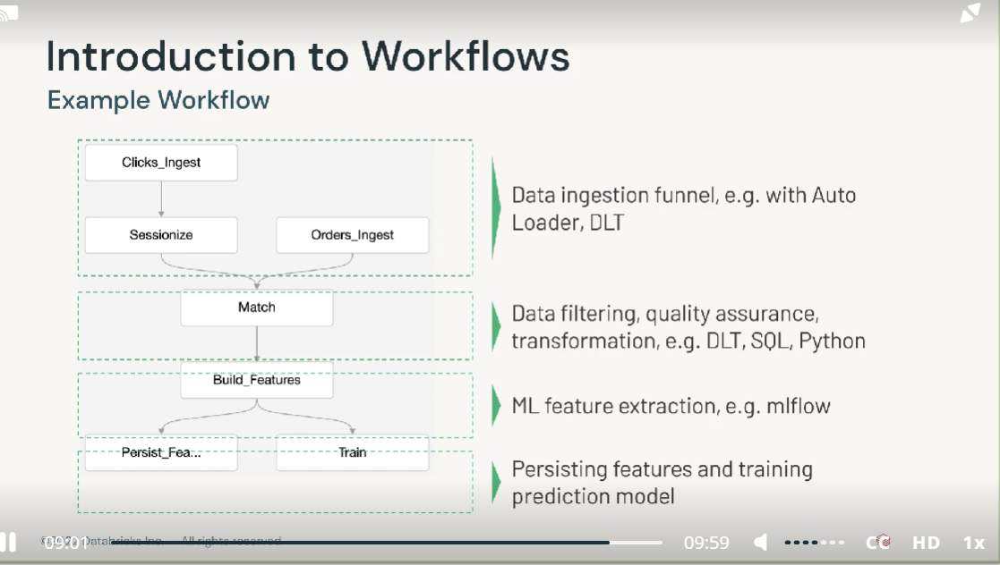 Introduction to Workflows
Example Workflow
Clicks_Ingest
Sessionize
Orders_Ingest
Match
Build_Features
Persist_Fea...
Train
Data ingestion funnel, e.g. with Auto
Loader, DLT
Data filtering, quality assurance,
transformation, e.g. DLT, SQL, Python
ML feature extraction, e.g. mlflow
Persisting features and training
prediction model
Databricks Inc. — All rights reserved
09:01
09:59
CC
HD
1x